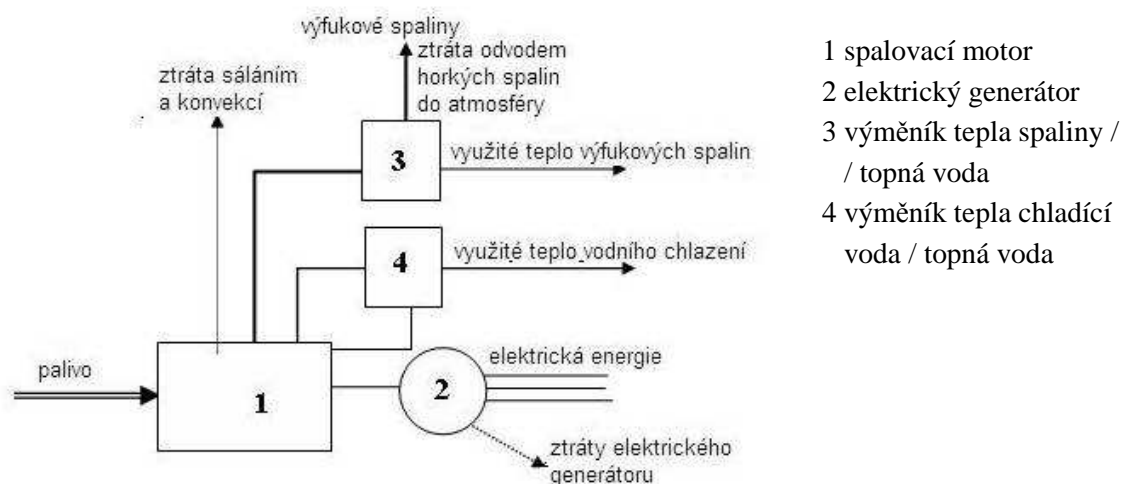 výfukové spaliny
ztráta odvodem
horkých spalin
do atmosféry
ztráta sáláním
a konvekcí
3
využité teplo výfukových spalin
4
využité teplo vodního chlazení
palivo
1
2
elektrická energie
ztráty elektrického
generátoru
1 spalovací motor
2 elektrický generátor
3 výměník tepla spaliny /
/ topná voda
4 výměník tepla chladící
voda / topná voda